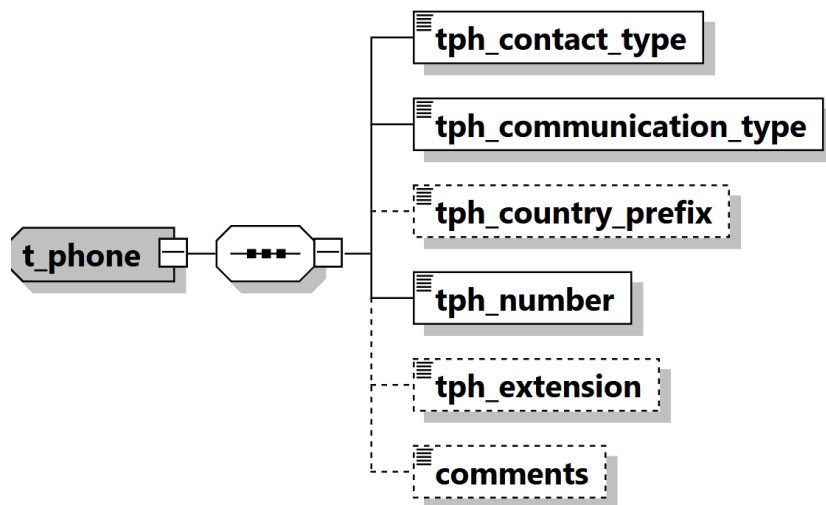 tph_contact_type
tph_communication_type
tph_country_prefix
t_phone
tph_number
tph_extension
comments